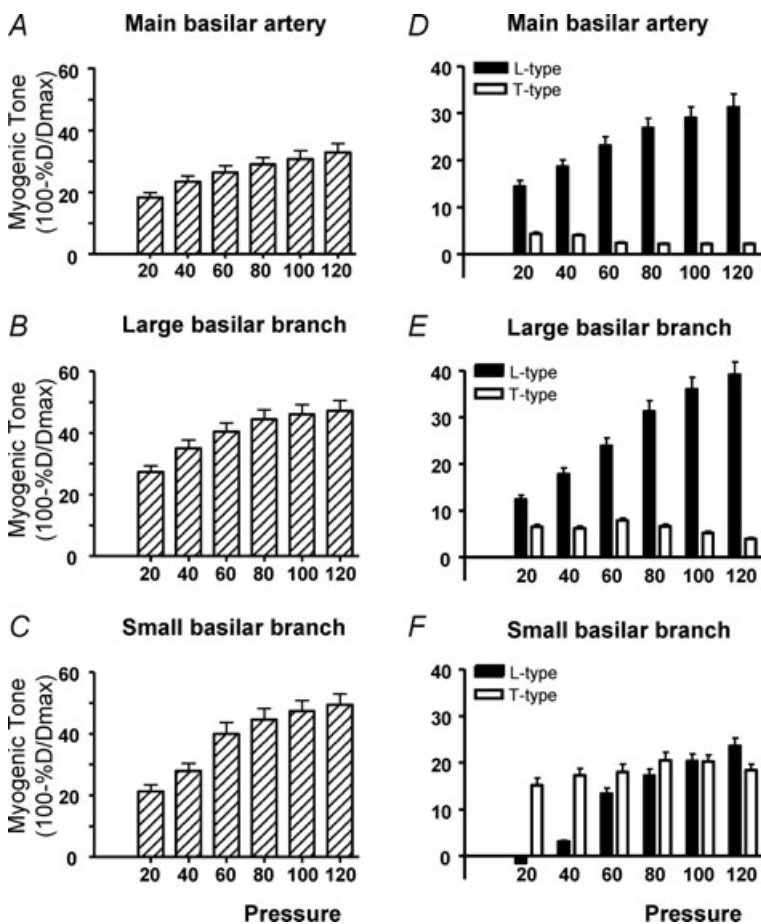 A Main basilar artery
Myogenic Tone
(100-%D/Dmax)
60
40
20
0
20 40 60 80 100 120
B Large basilar branch
Myogenic Tone
(100-%D/Dmax)
60
40
20
0
20 40 60 80 100 120
C Small basilar branch
Myogenic Tone
(100-%D/Dmax)
60
40
20
0
20 40 60 80 100 120
Pressure
D Main basilar artery
L-type
T-type
40
30
20
10
0
20 40 60 80 100 120
E Large basilar branch
L-type
T-type
40
30
20
10
0
20 40 60 80 100 120
F Small basilar branch
L-type
T-type
40
30
20
10
0
20 40 60 80 100 120
Pressure